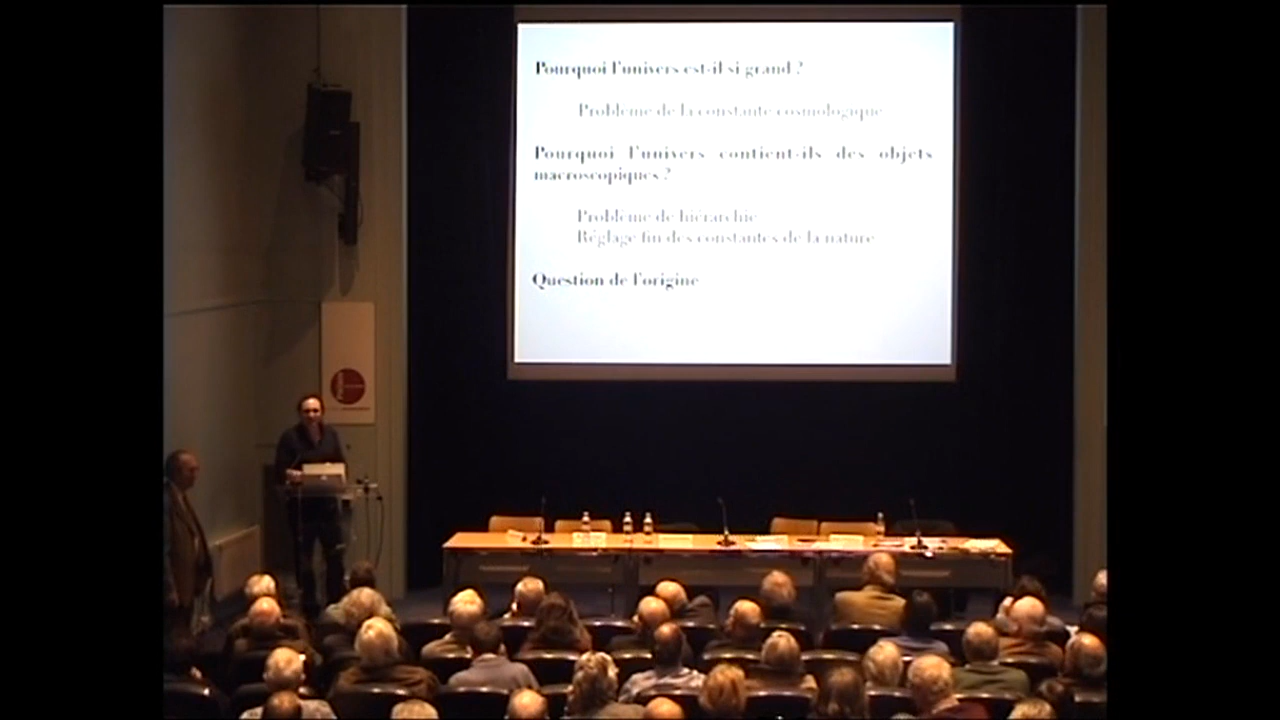 Pourquoi l'univers est-il si grand ?
Problème de la constante cosmologique
Pourquoi l'univers contient-ils des objets
macroscopiques ?
Problème de hiérarchie
Réglage fin des constantes de la nature
Question de l'origine